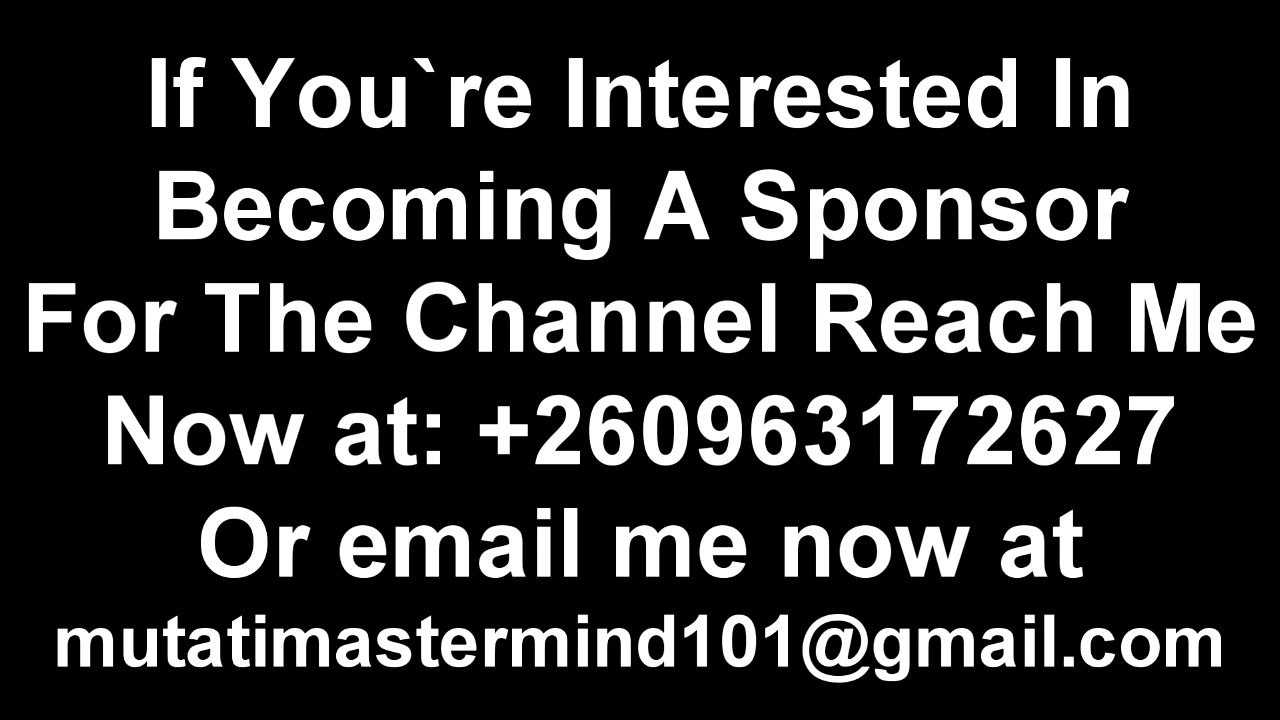 If You`re Interested In
Becoming A Sponsor
For The Channel Reach Me
Now at: +260963172627
Or email me now at
mutatimastermind101@gmail.com